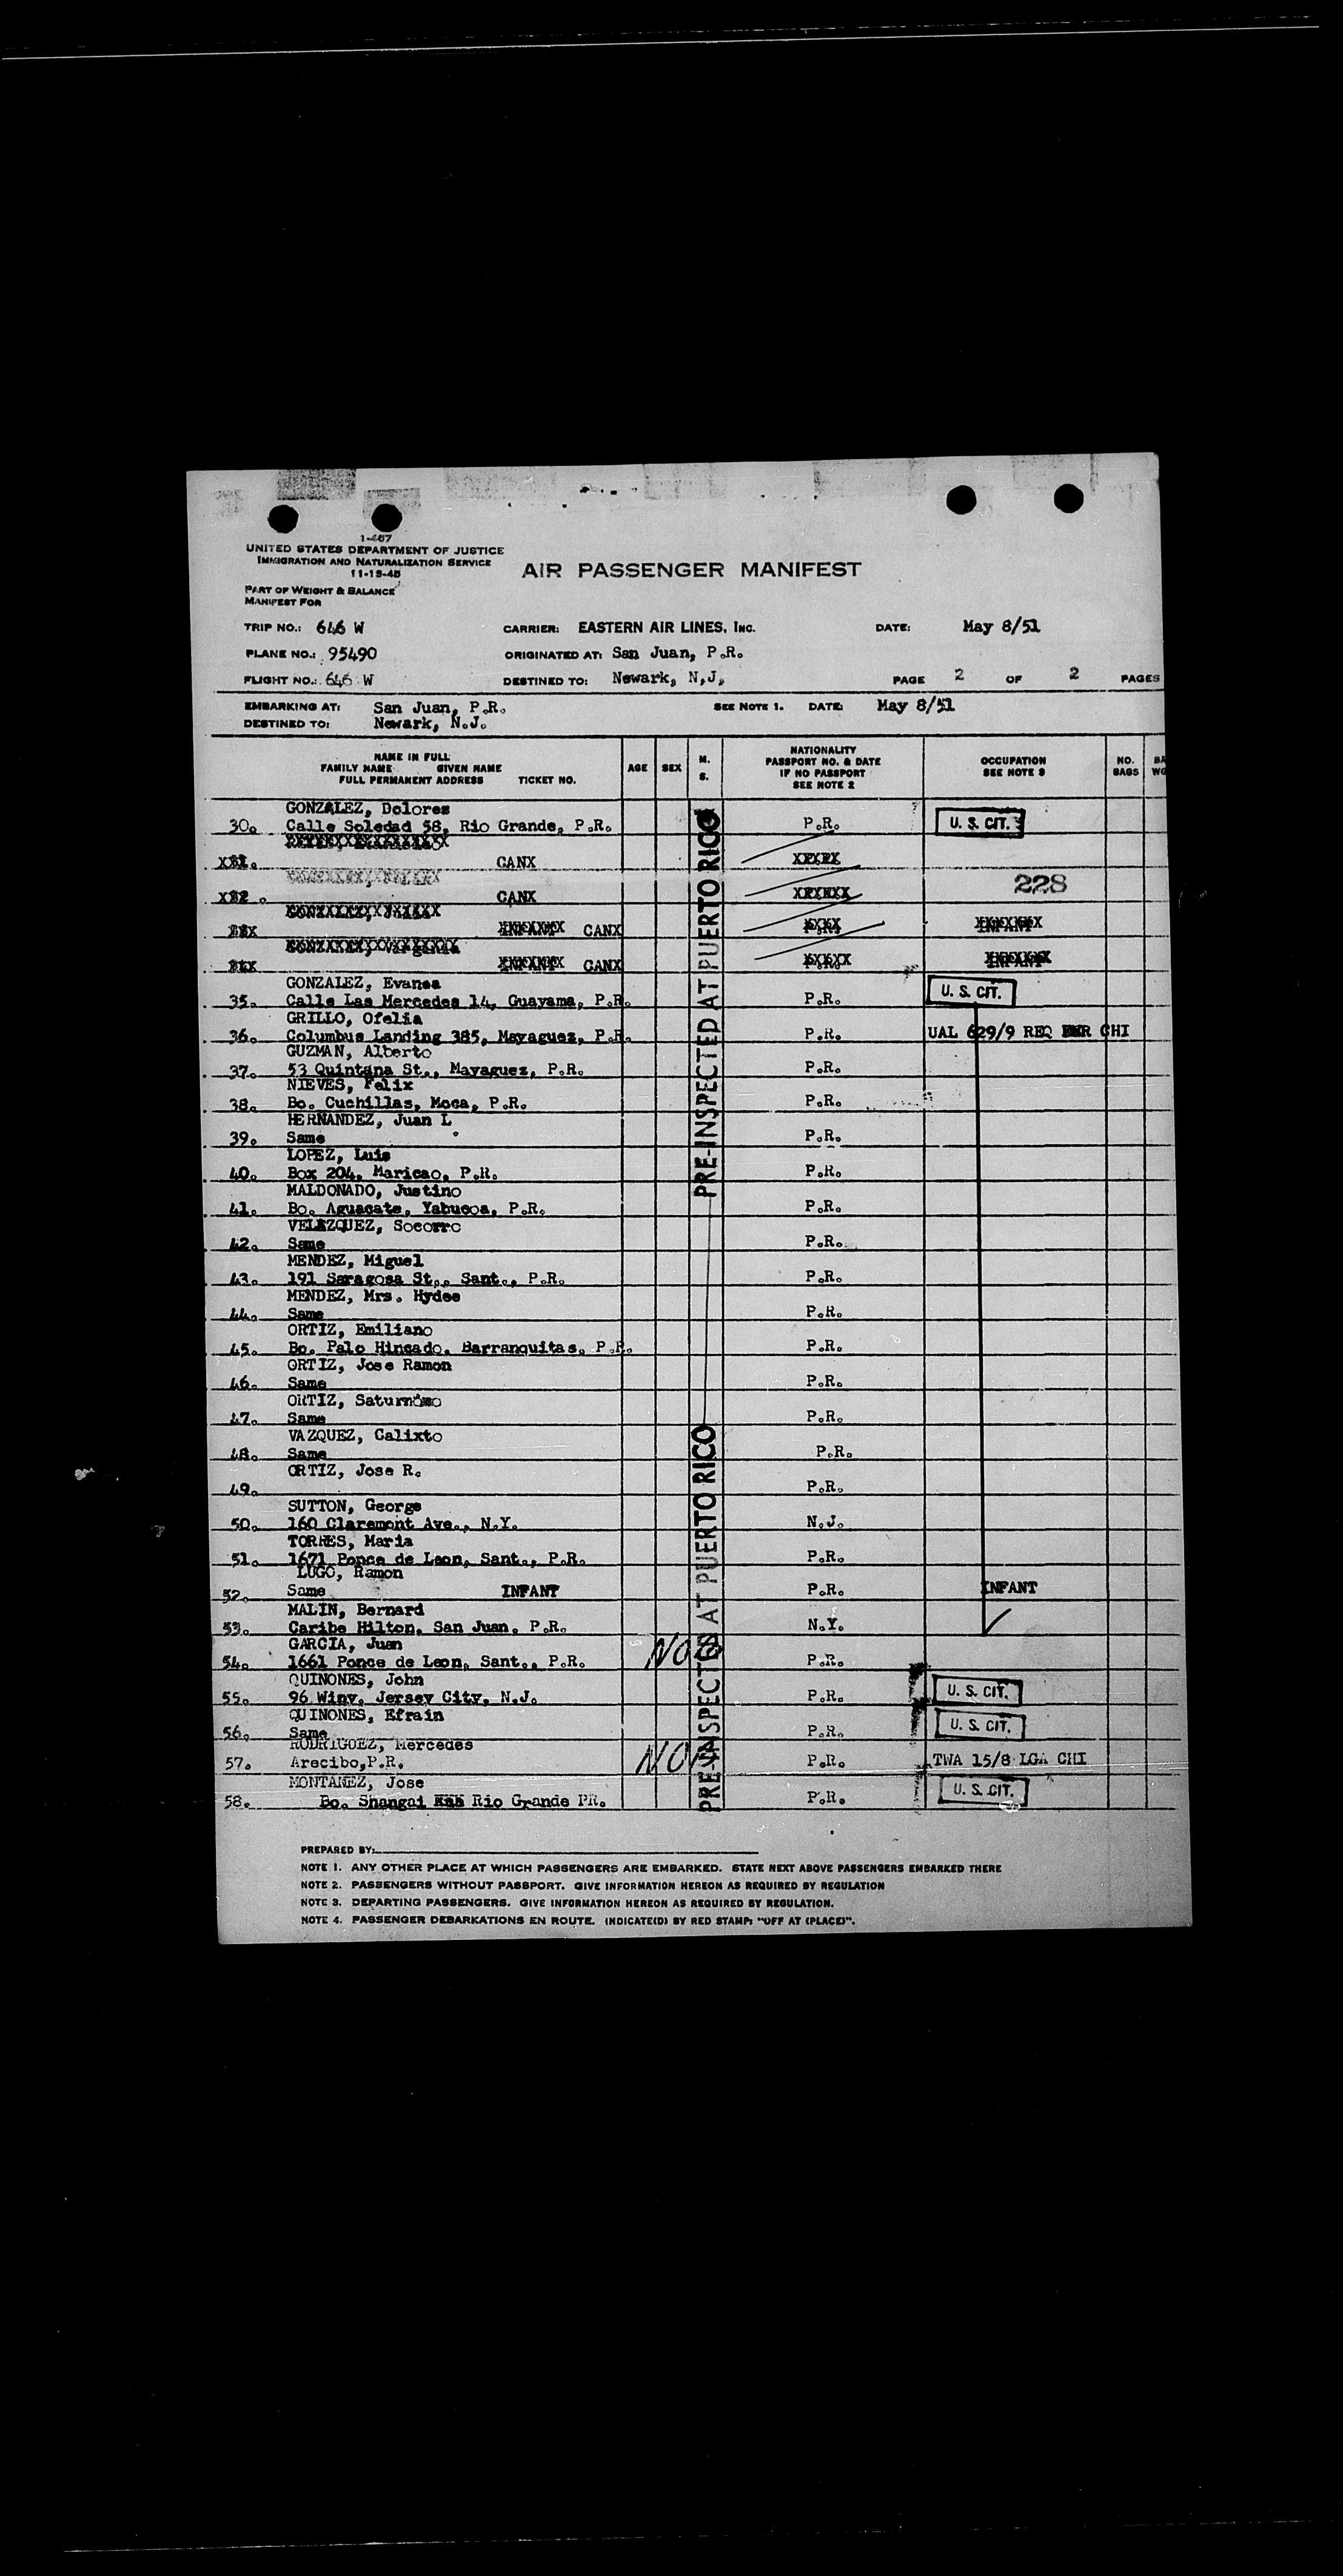 1-467
UNITED STATES DEPARTMENT OF JUSTICE
IMMIGRATION AND NATURALIZATION SERVICE
11-15-45
AIR PASSENGER MANIFEST
PART OF WEIGHT & BALANCE
MANIFEST FOR
TRIP NO.: 646 W CARRIER: EASTERN AIR LINES, INC. DATE: May 8/51
PLANE NO.: 95490 ORIGINATED AT: San Juan, P.R.
FLIGHT NO.: 646 W DESTINED TO: Newark, N.J. PAGE 2 OF 2 PAGES
EMBARKING AT: San Juan, P.R. SEE NOTE 1. DATE: May 8/51
DESTINED TO: Newark, N.J.
NAME IN FULL
FAMILY NAME GIVEN NAME
FULL PERMANENT ADDRESS TICKET NO.
AGE
SEX
M.
S.
NATIONALITY
PASSPORT NO. & DATE
IF NO PASSPORT
SEE NOTE 2
OCCUPATION
SEE NOTE 3
NO.
BAGS
BA
WG
PRE-INSPECTED AT PUERTO RICO
GONZALEZ, Dolores
30. Calle Soledad 58, Rio Grande, P.R. P.R. U. S. CIT.
CANX
CANX 228
CANX
CANX
GONZALEZ, Evanea
35. Calle Las Mercedes 14, Guayama, P.R. P.R. U. S. CIT.
GRILLO, Ofelia
36. Columbus Landing 385, Mayaguez, P.R. P.R. UAL 629/9 REQ CHI
GUZMAN, Alberto
37. 53 Quintana St., Mayaguez, P.R. P.R.
NIEVES, Felix
38. Bo. Cuchillas, Moca, P.R. P.R.
HERNANDEZ, Juan L
39. Same P.R.
LOPEZ, Luis
40. Box 204, Maricao, P.R. P.R.
MALDONADO, Justino
41. Bo. Aguacate, Yabucoa, P.R. P.R.
VELAZQUEZ, Socorro
42. Same P.R.
MENDEZ, Miguel
43. 191 Saragosa St., Sant., P.R. P.R.
MENDEZ, Mrs. Hydee
44. Same P.R.
ORTIZ, Emiliano
45. Bo. Palo Hincado, Barranquitas, P.R. P.R.
ORTIZ, Jose Ramon
46. Same P.R.
ORTIZ,
47. Same P.R.
VAZQUEZ, Calixto
48. Same P.R.
ORTIZ, Jose R.
49. P.R.
PRE-INSPECTED AT PUERTO RICO
SUTTON, George
50. 160 Claremont Ave., N.Y. N.J.
TORRES, Maria
51. 1671 Ponce de Leon, Sant., P.R. P.R.
LUGO, Ramon
52. Same INFANT P.R. INFANT
MALIN, Bernard
53. Caribe Hilton, San Juan, P.R. N.Y.
GARCIA, Juan
54. 1661 Ponce de Leon, Sant., P.R. P.R.
QUINONES, John
55. 96 Winv, Jersey City, N.J. P.R. U. S. CIT.
QUINONES, Efrain
56. Same P.R. U. S. CIT.
RODRIGUEZ, Mercedes
57. Arecibo,P.R. P.R. TWA 15/8 LGA CHI
MONTANEZ, Jose
58. Bo. Shangai Rio Grande PR. P.R. U. S. CIT.
PREPARED BY:
NOTE 1. ANY OTHER PLACE AT WHICH PASSENGERS ARE EMBARKED. STATE NEXT ABOVE PASSENGERS EMBARKED THERE
NOTE 2. PASSENGERS WITHOUT PASSPORT. GIVE INFORMATION HEREON AS REQUIRED BY REGULATION
NOTE 3. DEPARTING PASSENGERS. GIVE INFORMATION HEREON AS REQUIRED BY REGULATION.
NOTE 4. PASSENGER DEBARKATIONS EN ROUTE. (INDICATE(D) BY RED STAMP: "OFF AT (PLACE)".